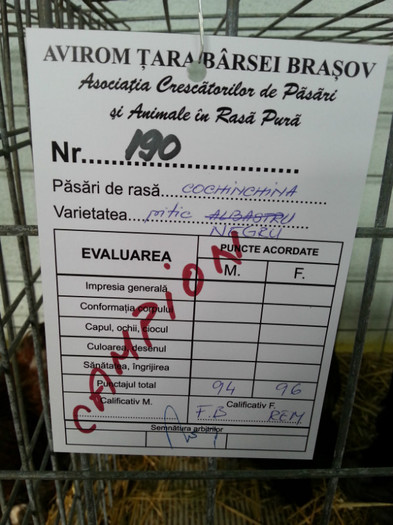 AVIROM ȚARA BÂRSEI BRAȘOV
Asociația Crescătorilor de Păsări
și Animale în Rasă Pură
Nr. 190
Păsări de rasă COCHINCHINA
Varietatea pitic ALBASTRU
NEGRU
EVALUAREA PUNCTE ACORDATE
M. F.
Impresia generală
Conformația corpului
Capul, ochii, ciocul
Culoarea, desenul
Sănătatea, îngrijirea
Punctajul total 94 96
Calificativ M. F.B Calificativ F. REM
Semnătura arbitrilor
CAMPION